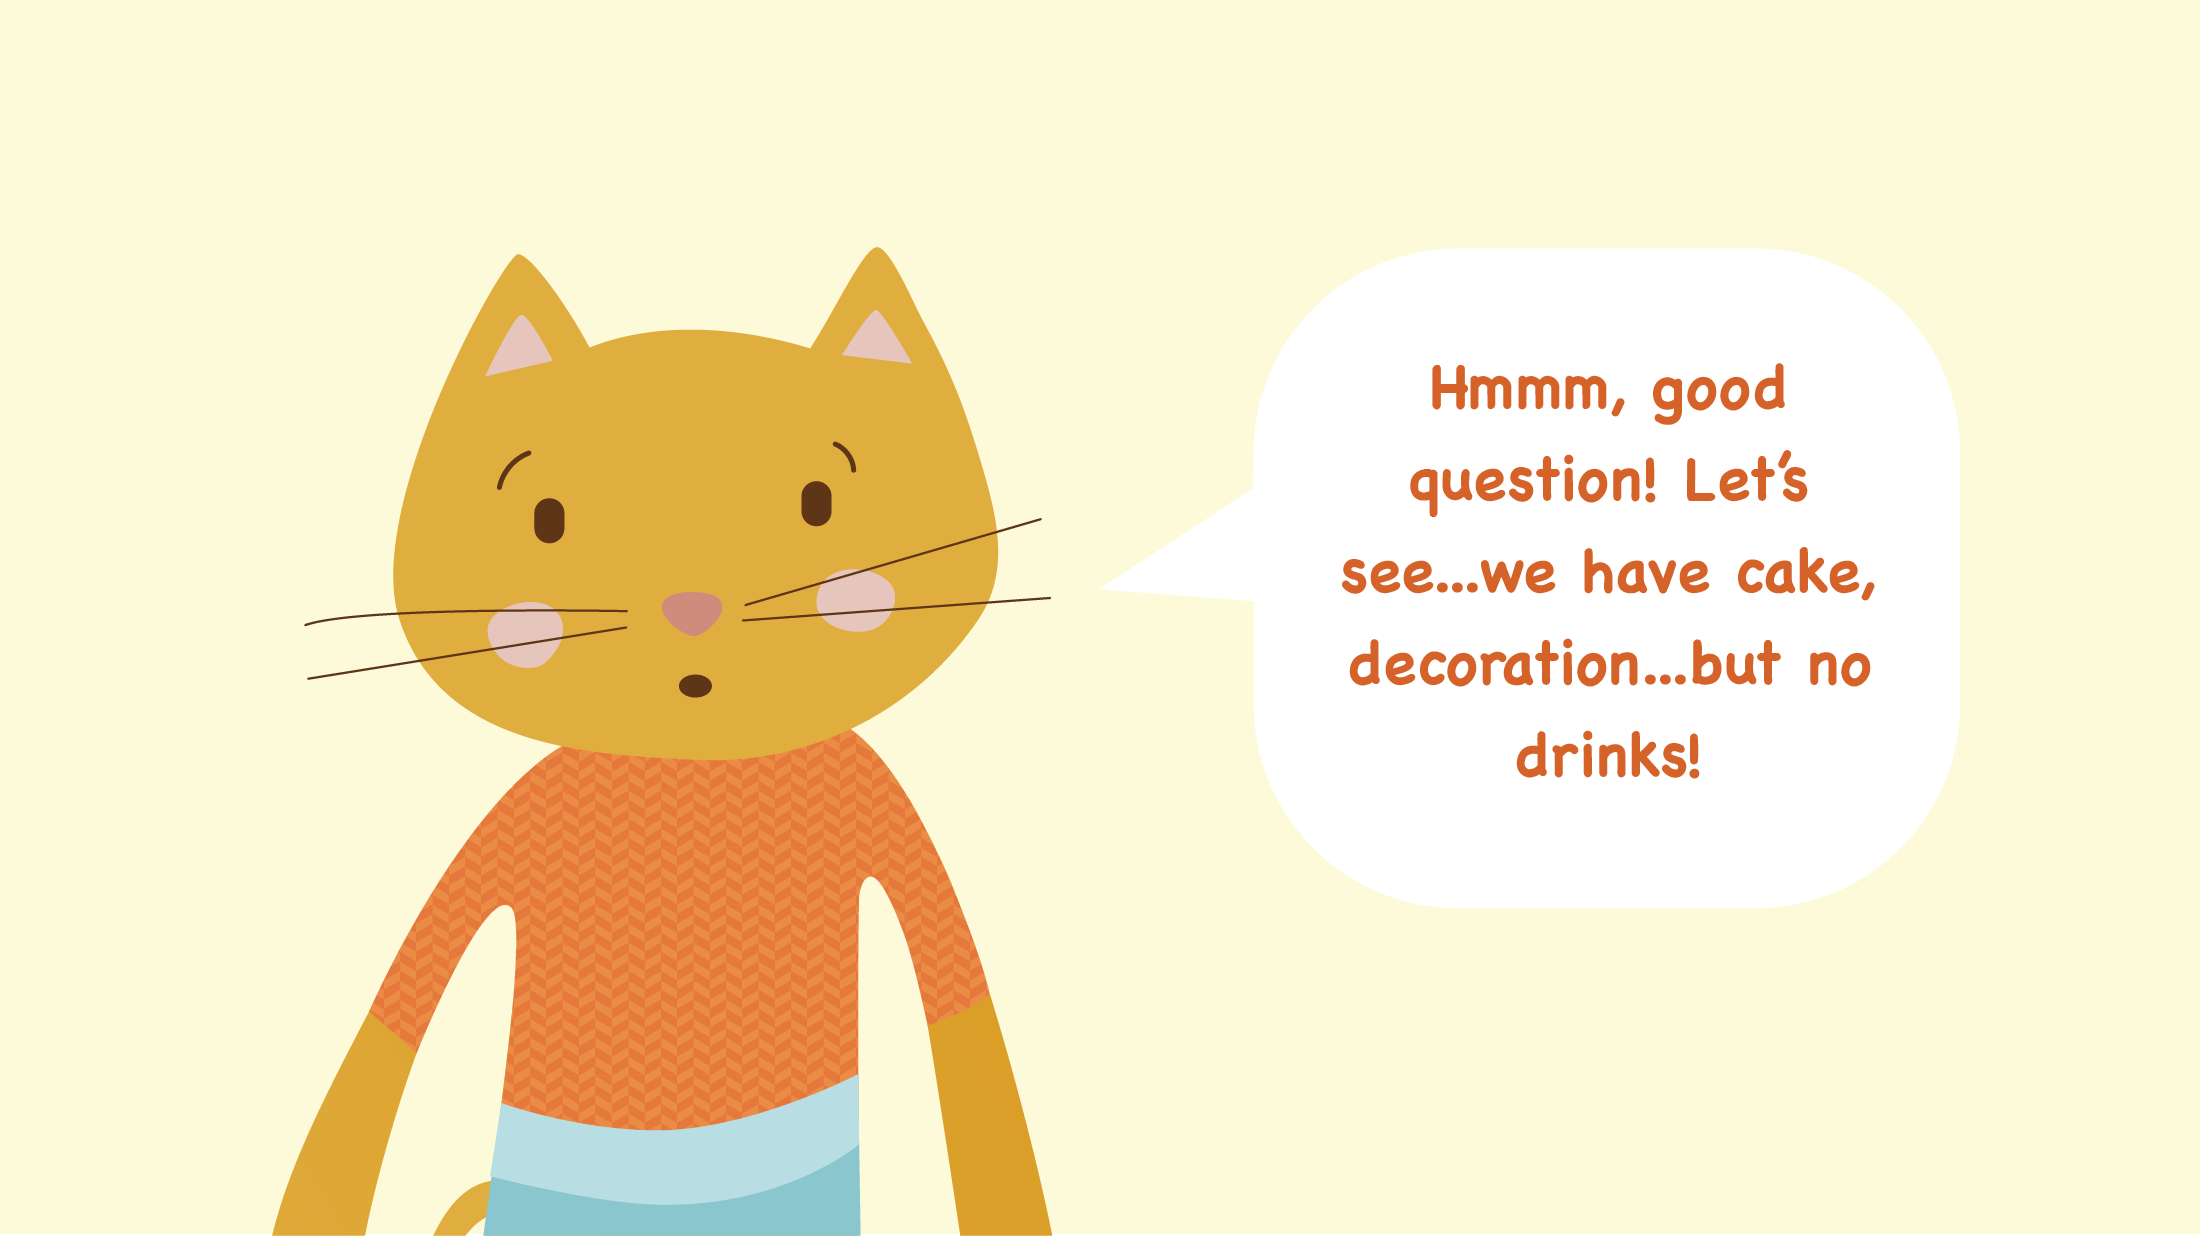 Hmmm, good
question! Let's
see...we have cake,
decoration...but no
drinks!